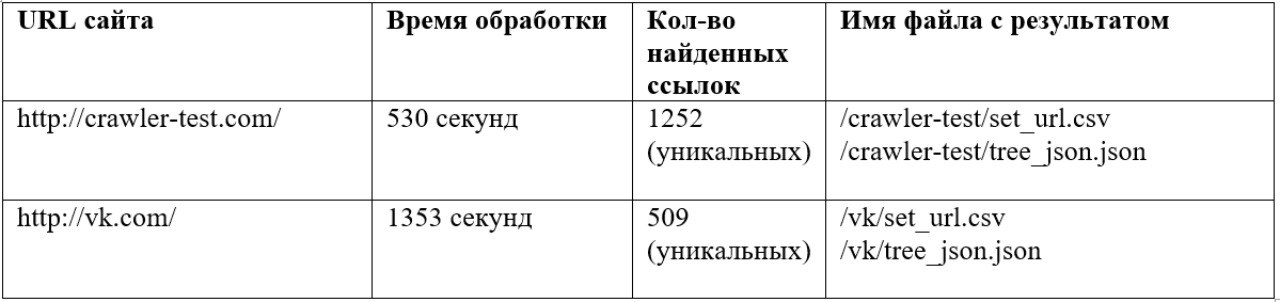 URL сайта
Время обработки
Кол-во
найденных
ссылок
Имя файла с результатом
http://crawler-test.com/
530 секунд
1252
(уникальных)
/crawler-test/set_url.csv
/crawler-test/tree_json.json
http://vk.com/
1353 секунд
509
(уникальных)
/vk/set_url.csv
/vk/tree_json.json